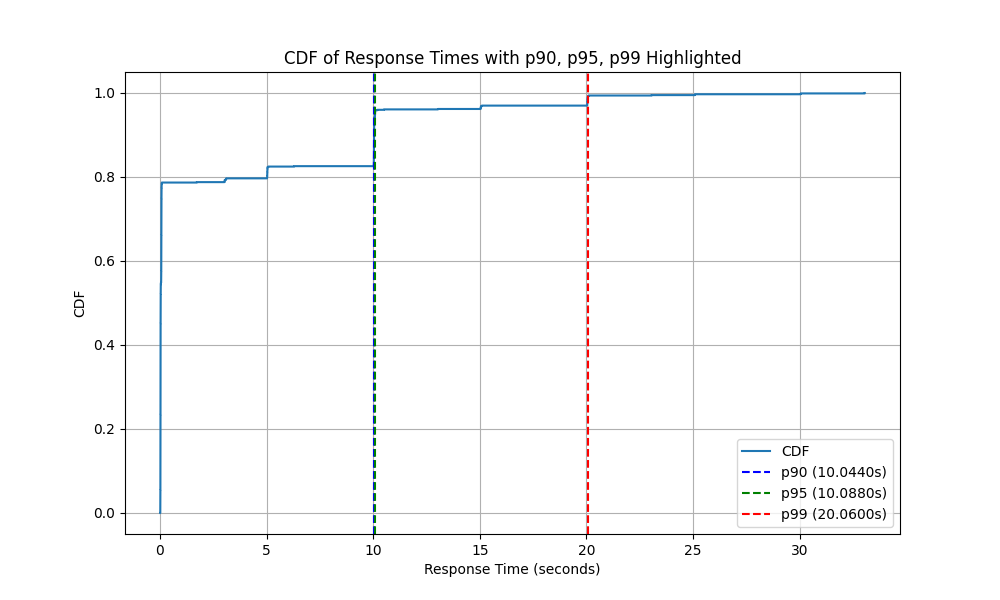 CDF of Response Times with p90, p95, p99 Highlighted
1.0
0.8
0.6
0.4
0.2
0.0
CDF
0 5 10 15 20 25 30
Response Time (seconds)
CDF
p90 (10.0440s)
p95 (10.0880s)
p99 (20.0600s)